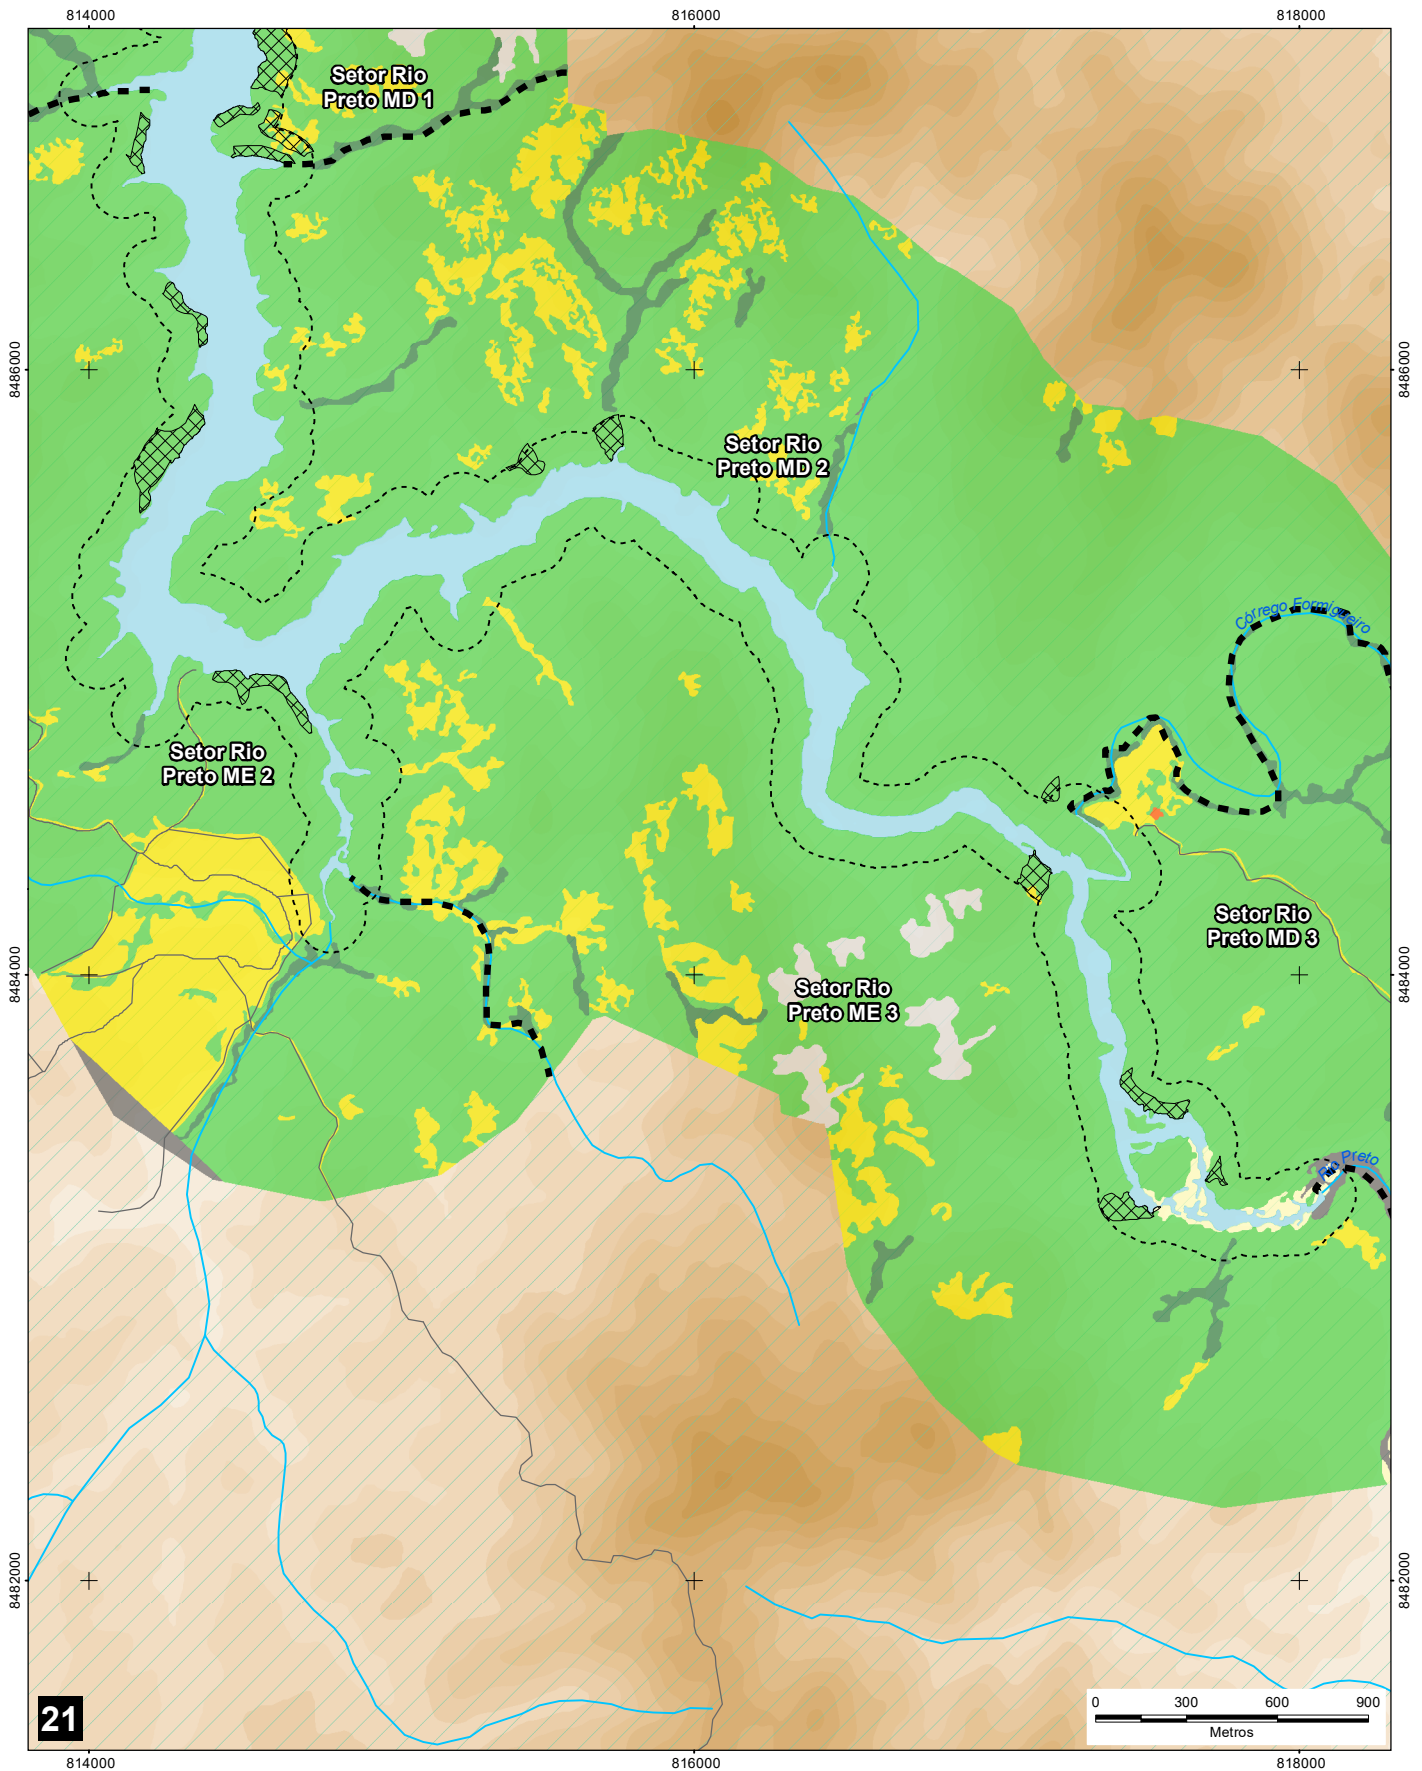 814000
816000
818000
Setor Rio
Preto MD 1
8486000
8486000
Setor Rio
Preto MD 2
Córrego Formigueiro
Setor Rio
Preto ME 2
Setor Rio
Preto MD 3
8484000
8484000
Setor Rio
Preto ME 3
Rio Preto
8482000
8482000
21
0 300 600 900
Metros
814000
816000
818000